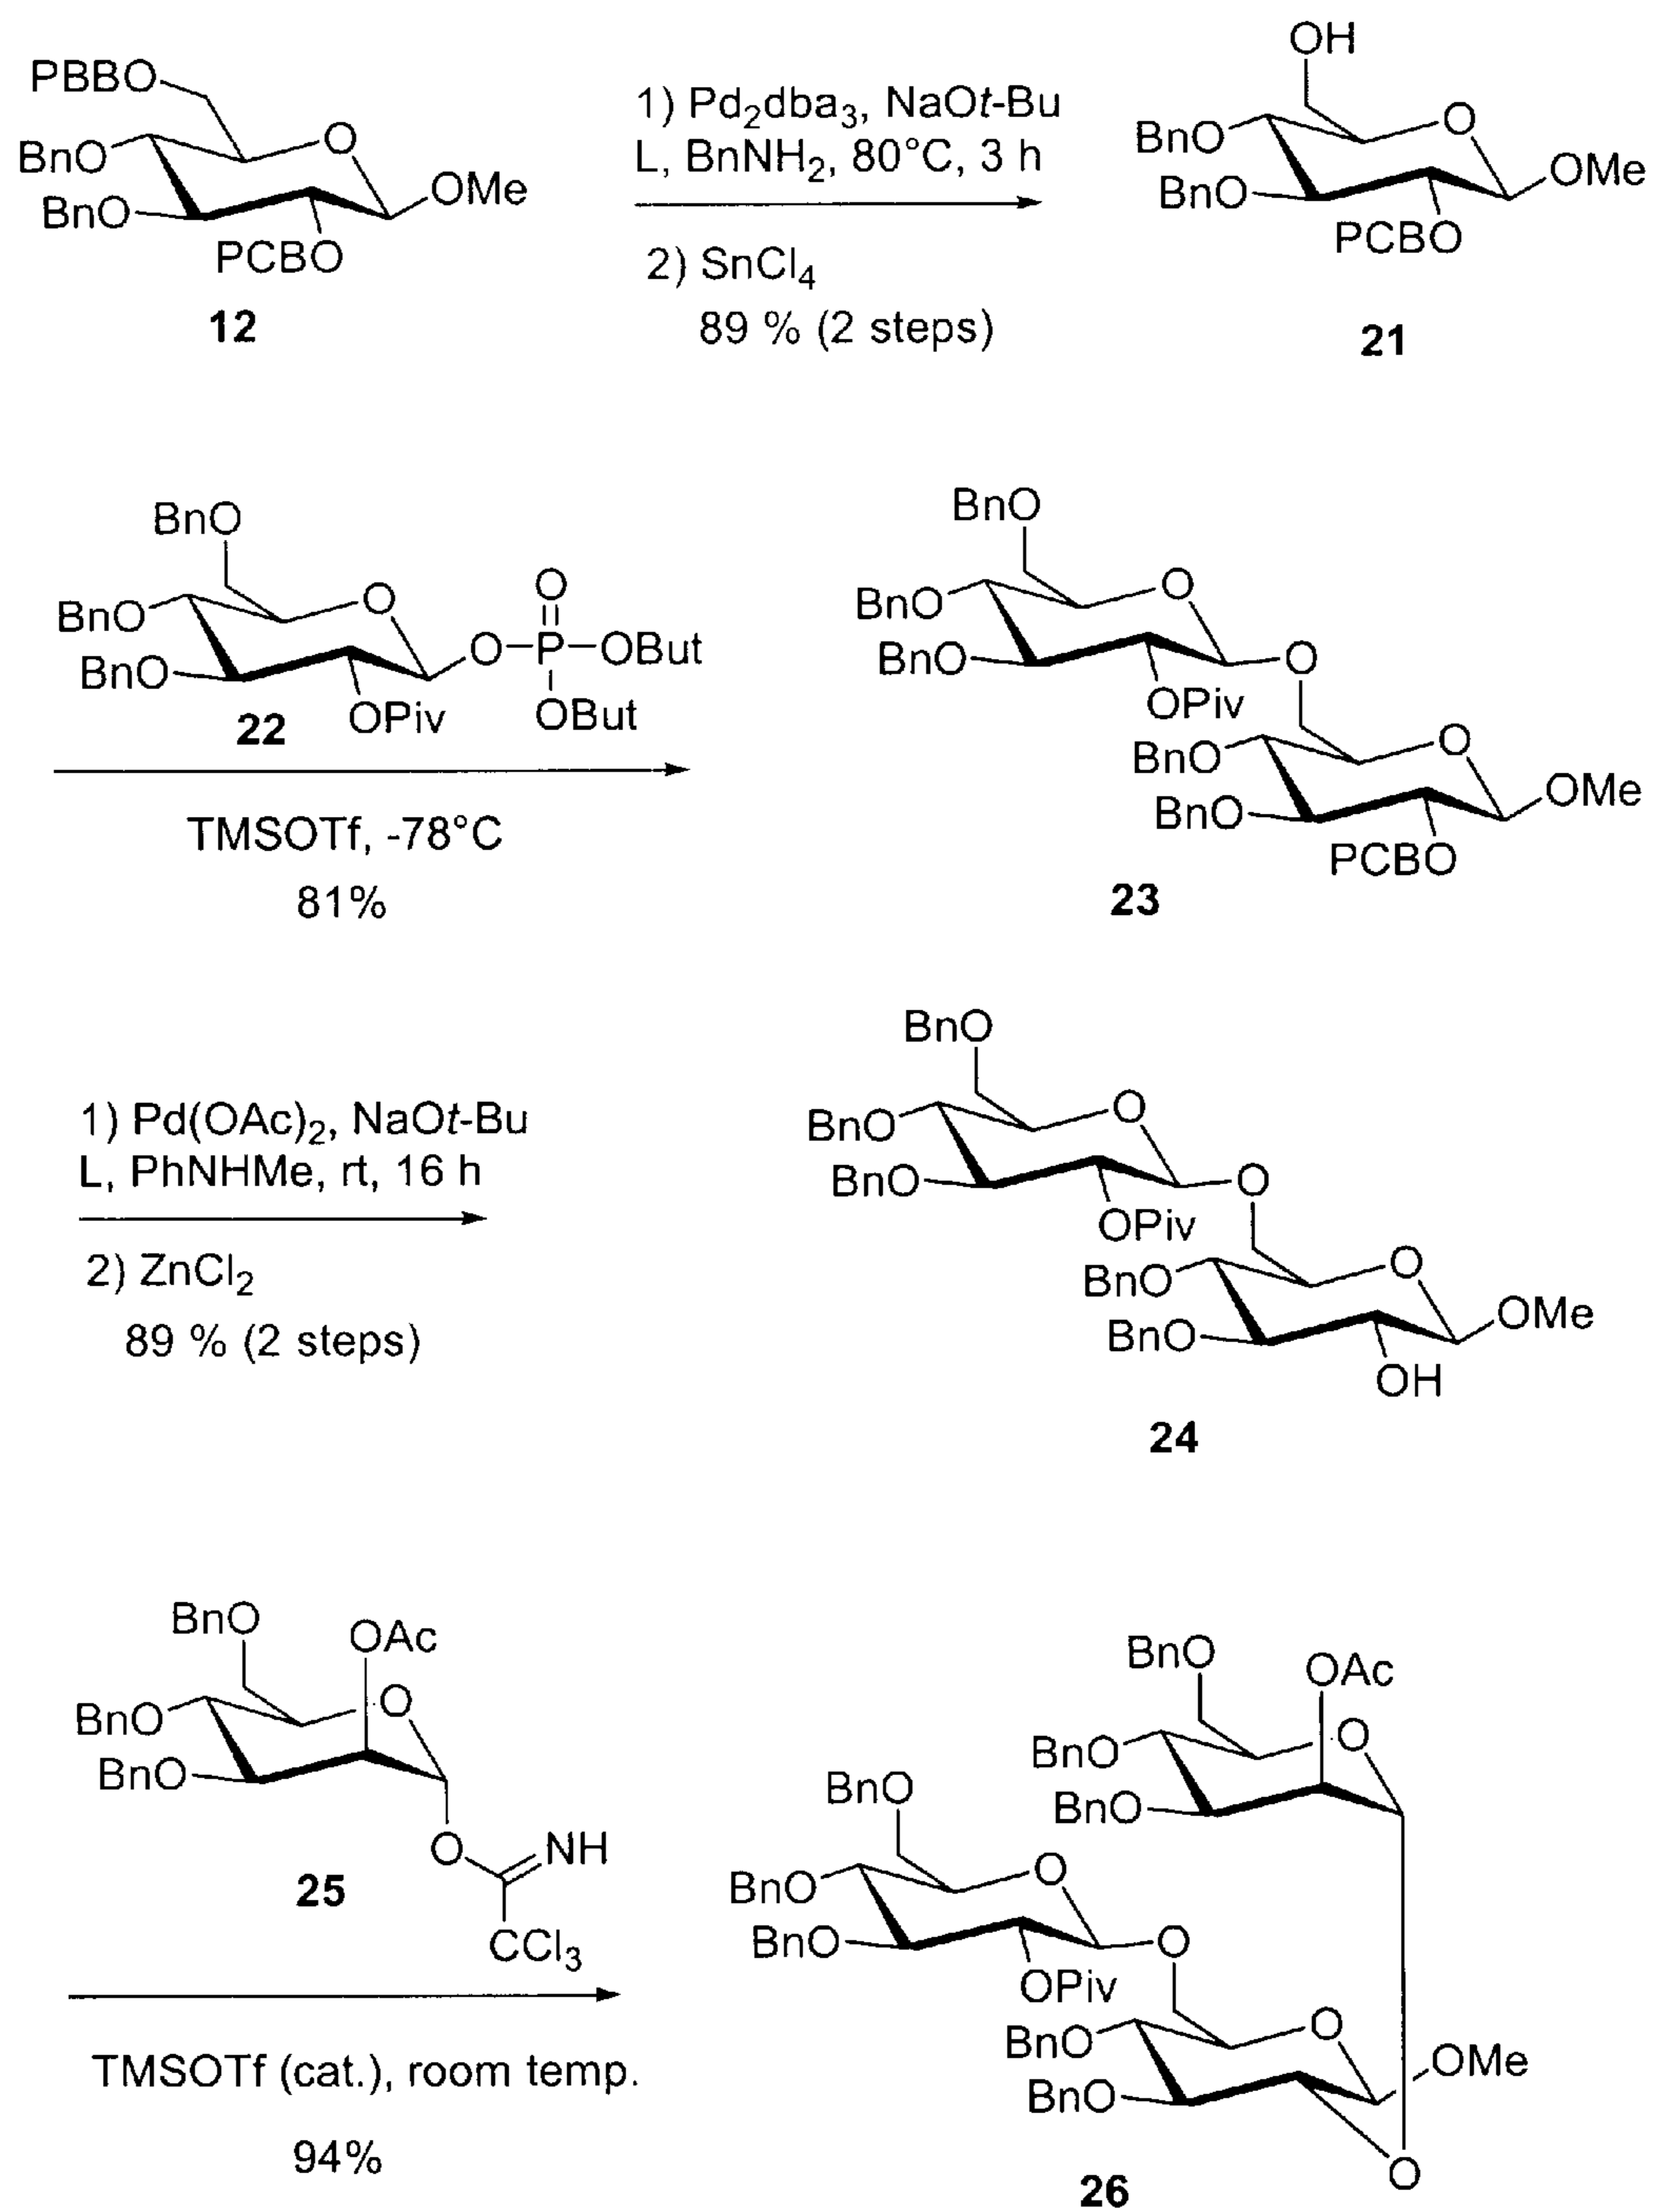 PBBO
BnO
BnO
PCBO
O
OMe
12
1) Pd2dba3, NaOt-Bu
L, BnNH2, 80°C, 3 h
2) SnCl4
89 % (2 steps)
OH
BnO
BnO
PCBO
O
OMe
21
BnO
BnO
BnO
O
OPiv
O
O
P
OBut
OBut
22
TMSOTf, -78°C
81%
BnO
BnO
BnO
O
OPiv
O
BnO
BnO
PCBO
O
OMe
23
1) Pd(OAc)2, NaOt-Bu
L, PhNHMe, rt, 16 h
2) ZnCl2
89 % (2 steps)
BnO
BnO
BnO
O
OPiv
O
BnO
BnO
O
OMe
OH
24
BnO
OAc
BnO
O
BnO
O
NH
CCl3
25
TMSOTf (cat.), room temp.
94%
BnO
OAc
BnO
O
BnO
BnO
BnO
O
BnO
O
OPiv
BnO
O
BnO
OMe
O
26